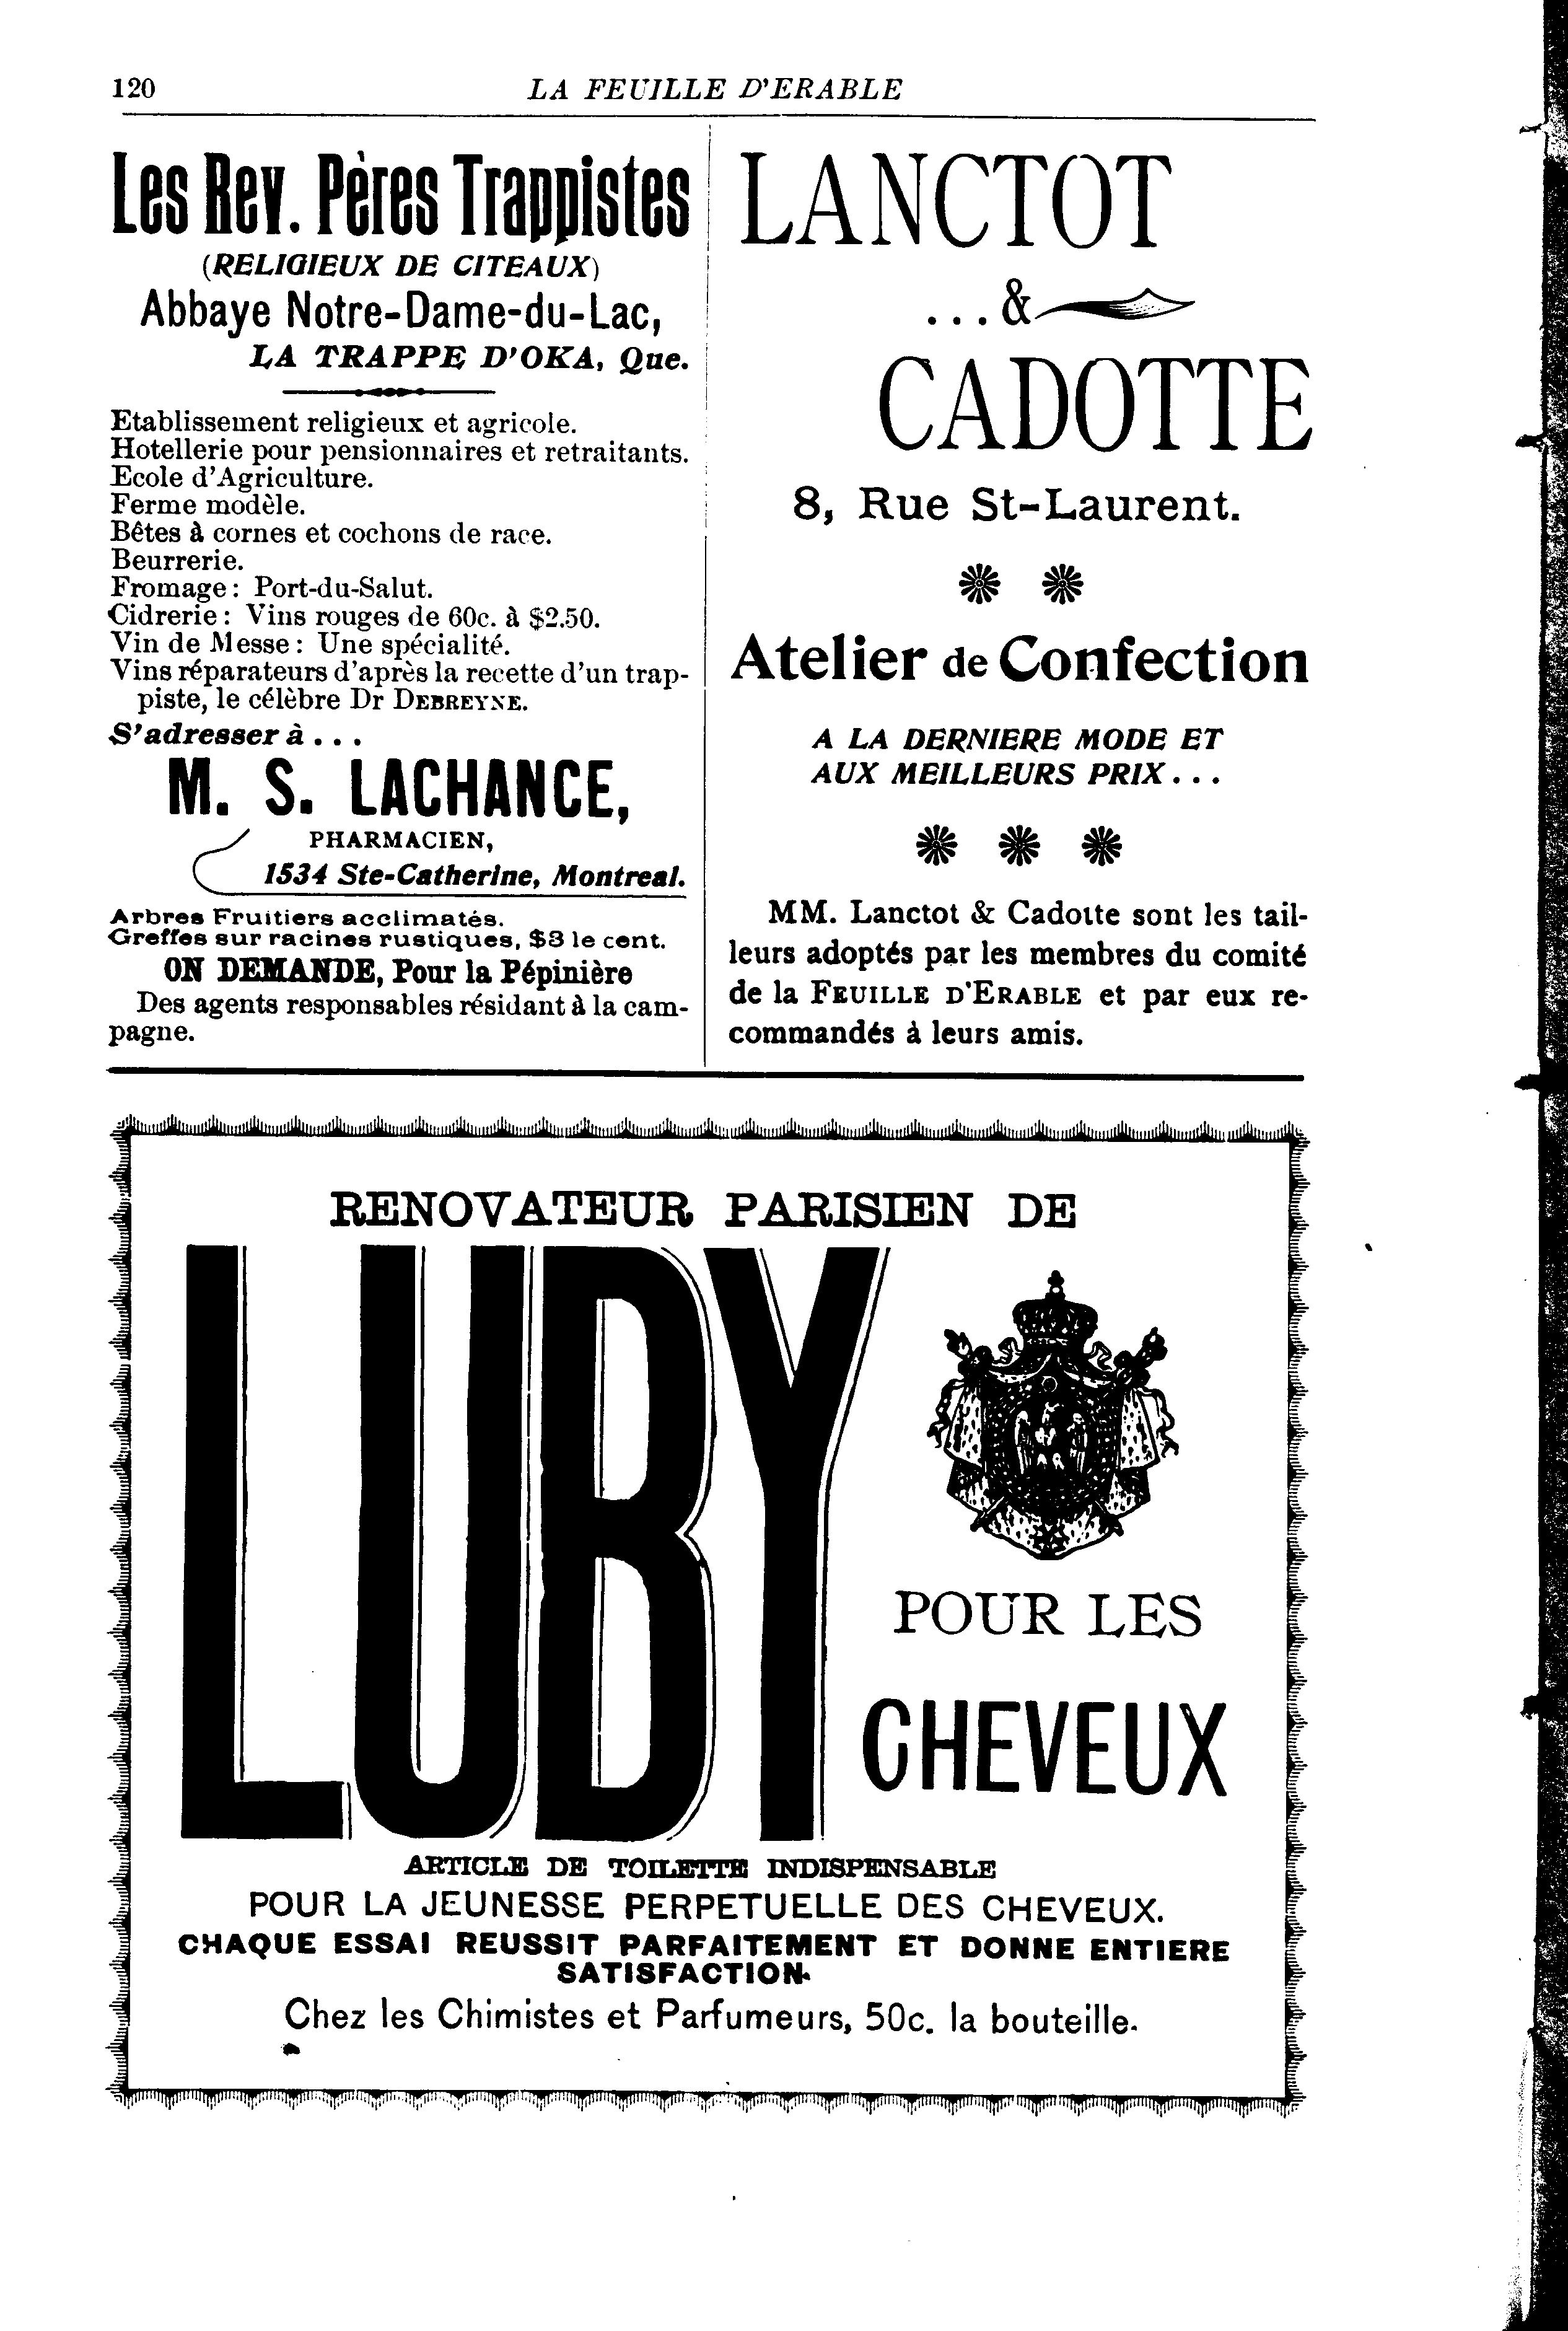 120
LA FEUILLE D'ERABLE
Les Rev. Pères Trappistes
(RELIGIEUX DE CITEAUX)
Abbaye Notre-Dame-du-Lac,
LA TRAPPE D'OKA, Que.
Etablissement religieux et agricole.
Hotellerie pour pensionnaires et retraitants.
Ecole d'Agriculture.
Ferme modèle.
Bêtes à cornes et cochons de race.
Beurrerie.
Fromage : Port-du-Salut.
Cidrerie : Vins rouges de 60c. à $2.50.
Vin de Messe : Une spécialité.
Vins réparateurs d'après la recette d'un trap-
piste, le célèbre Dr DEBREYNE.
S'adresser à . . .
M. S. LACHANCE,
PHARMACIEN,
1534 Ste-Catherine, Montreal.
Arbres Fruitiers acclimatés.
Greffes sur racines rustiques, $3 le cent.
ON DEMANDE, Pour la Pépinière
Des agents responsables résidant à la cam-
pagne.
LANCTOT
. . . &
CADOTTE
8, Rue St-Laurent.
Atelier de Confection
A LA DERNIERE MODE ET
AUX MEILLEURS PRIX . . .
MM. Lanctot & Cadotte sont les tail-
leurs adoptés par les membres du comité
de la FEUILLE D'ERABLE et par eux re-
commandés à leurs amis.
RENOVATEUR PARISIEN DE
LUBY
POUR LES
CHEVEUX
ARTICLE DE TOILETTE INDISPENSABLE
POUR LA JEUNESSE PERPETUELLE DES CHEVEUX.
CHAQUE ESSAI REUSSIT PARFAITEMENT ET DONNE ENTIERE
SATISFACTION.
Chez les Chimistes et Parfumeurs, 50c. la bouteille.